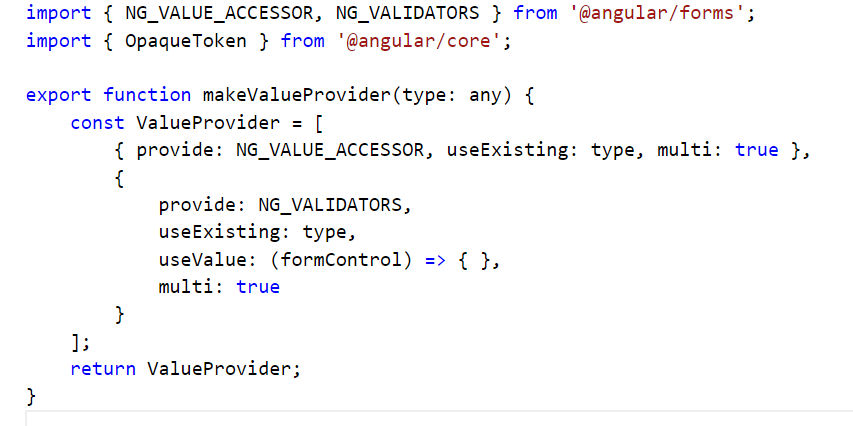 import { NG_VALUE_ACCESSOR, NG_VALIDATORS } from '@angular/forms';
import { OpaqueToken } from '@angular/core';

export function makeValueProvider(type: any) {
    const ValueProvider = [
        { provide: NG_VALUE_ACCESSOR, useExisting: type, multi: true },
        {
            provide: NG_VALIDATORS,
            useExisting: type,
            useValue: (formControl) => { },
            multi: true
        }
    ];
    return ValueProvider;
}